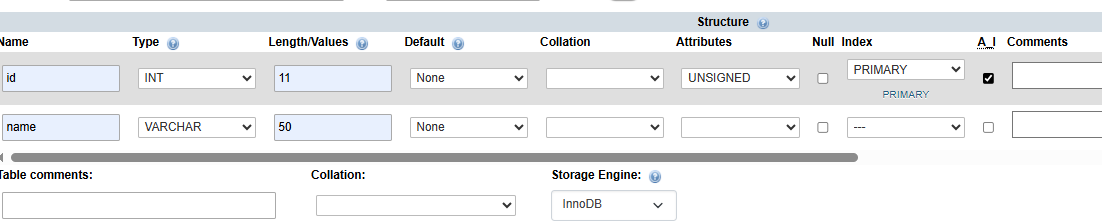 Structure
Name Type Length/Values Default Collation Attributes Null Index A_I Comments
id INT 11 None UNSIGNED PRIMARY
PRIMARY
name VARCHAR 50 None ---
Table comments: Collation: Storage Engine:
InnoDB